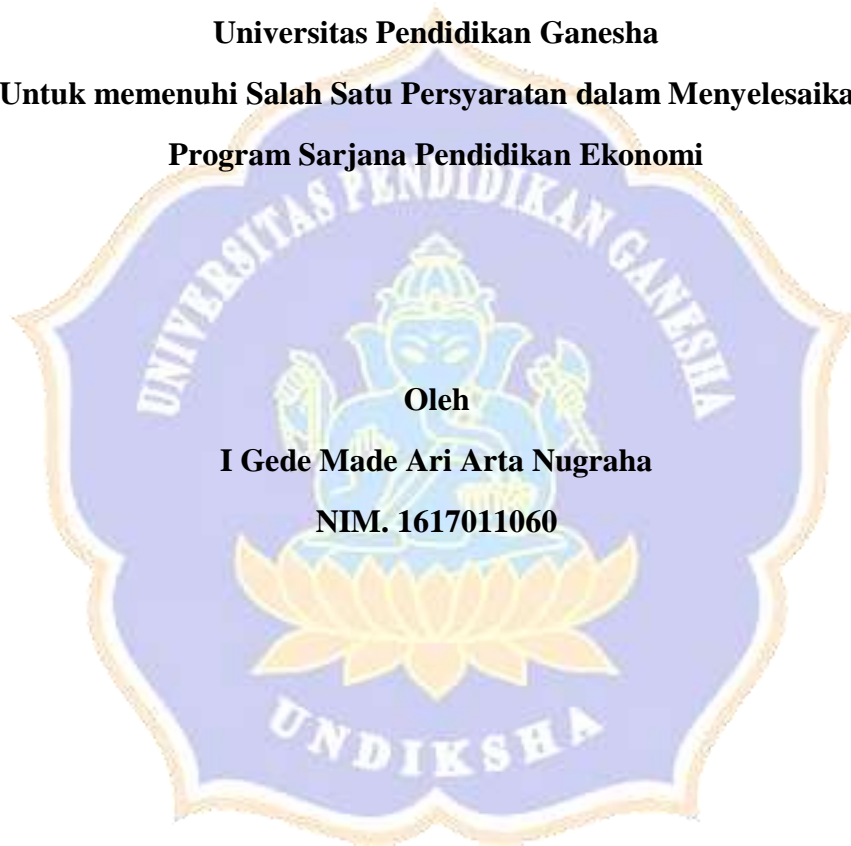 Universitas Pendidikan Ganesha
Untuk memenuhi Salah Satu Persyaratan dalam Menyelesaika
Program Sarjana Pendidikan Ekonomi
UNIVERSITAS PENDIDIKAN GANESHA
Oleh
I Gede Made Ari Arta Nugraha
NIM. 1617011060
UNDIKSHA